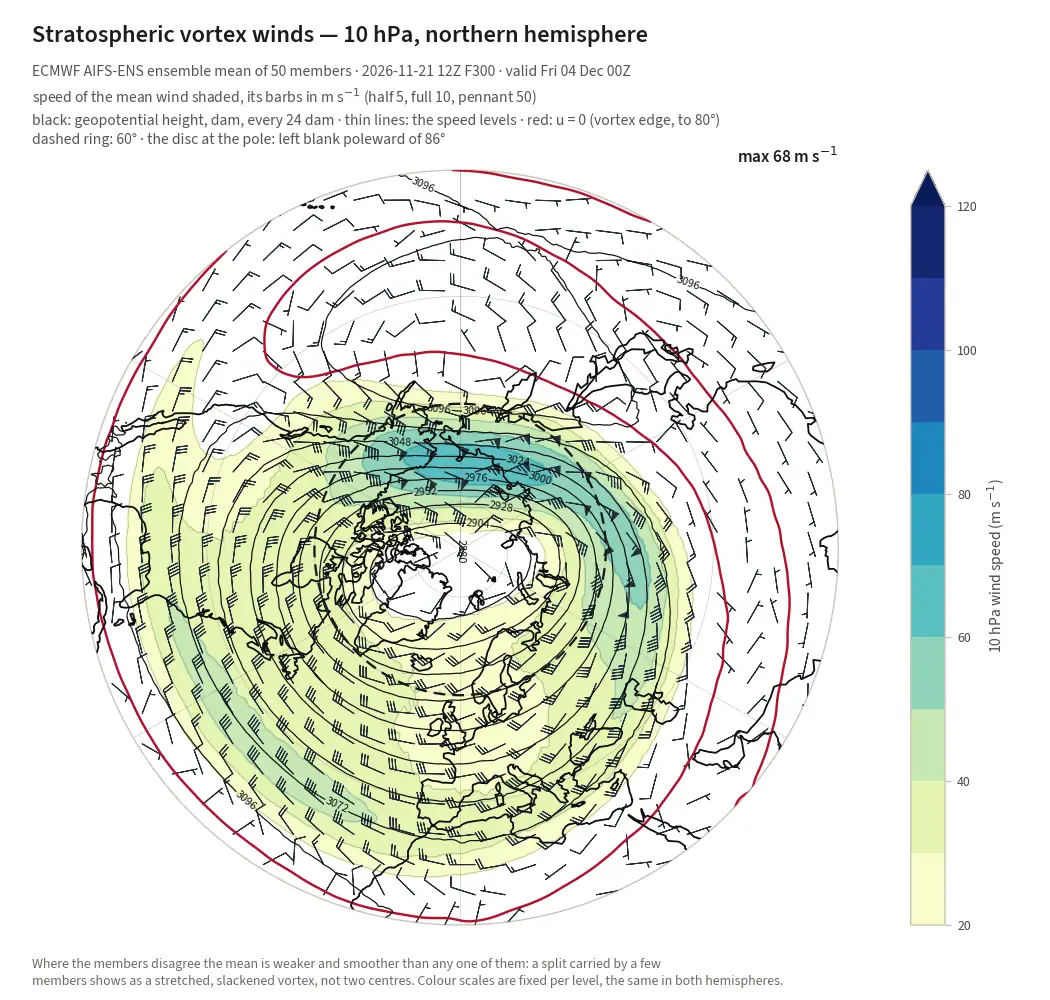 Stratospheric vortex winds — 10 hPa, northern hemisphere
ECMWF AIFS-ENS ensemble mean of 50 members · 2026-11-21 12Z F300 · valid Fri 04 Dec 00Z
speed of the mean wind shaded, its barbs in m s⁻¹ (half 5, full 10, pennant 50)
black: geopotential height, dam, every 24 dam · thin lines: the speed levels · red: u = 0 (vortex edge, to 80°)
dashed ring: 60° · the disc at the pole: left blank poleward of 86°
max 68 m s⁻¹
3096
3096
3096
3048
3024
3000
2976
2952
2928
2904
3096
3072
120
100
80
60
40
20
10 hPa wind speed (m s⁻¹)
Where the members disagree the mean is weaker and smoother than any one of them: a split carried by a few
members shows as a stretched, slackened vortex, not two centres. Colour scales are fixed per level, the same in both hemispheres.